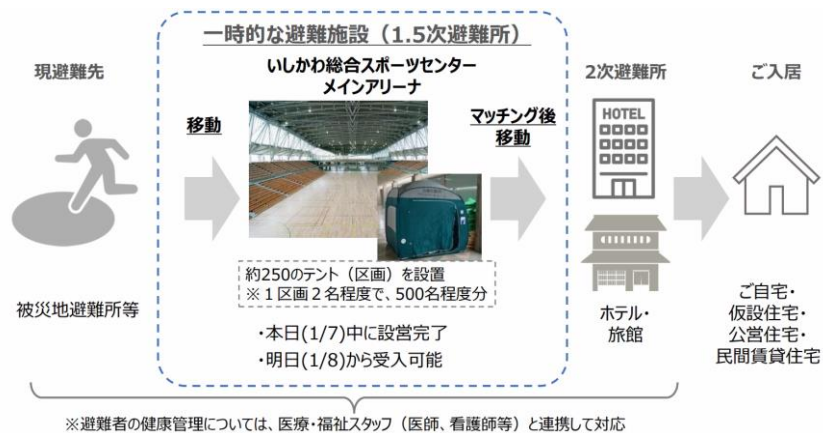 一時的な避難施設（1.5次避難所）
現避難先
いしかわ総合スポーツセンター
メインアリーナ
2次避難所
ご入居
移動
マッチング後
移動
HOTEL
約250のテント（区画）を設置
※１区画２名程度で、500名程度分
被災地避難所等
・本日(1/7)中に設営完了
・明日(1/8)から受入可能
ホテル・
旅館
ご自宅・
仮設住宅・
公営住宅・
民間賃貸住宅
※避難者の健康管理については、医療・福祉スタッフ（医師、看護師等）と連携して対応